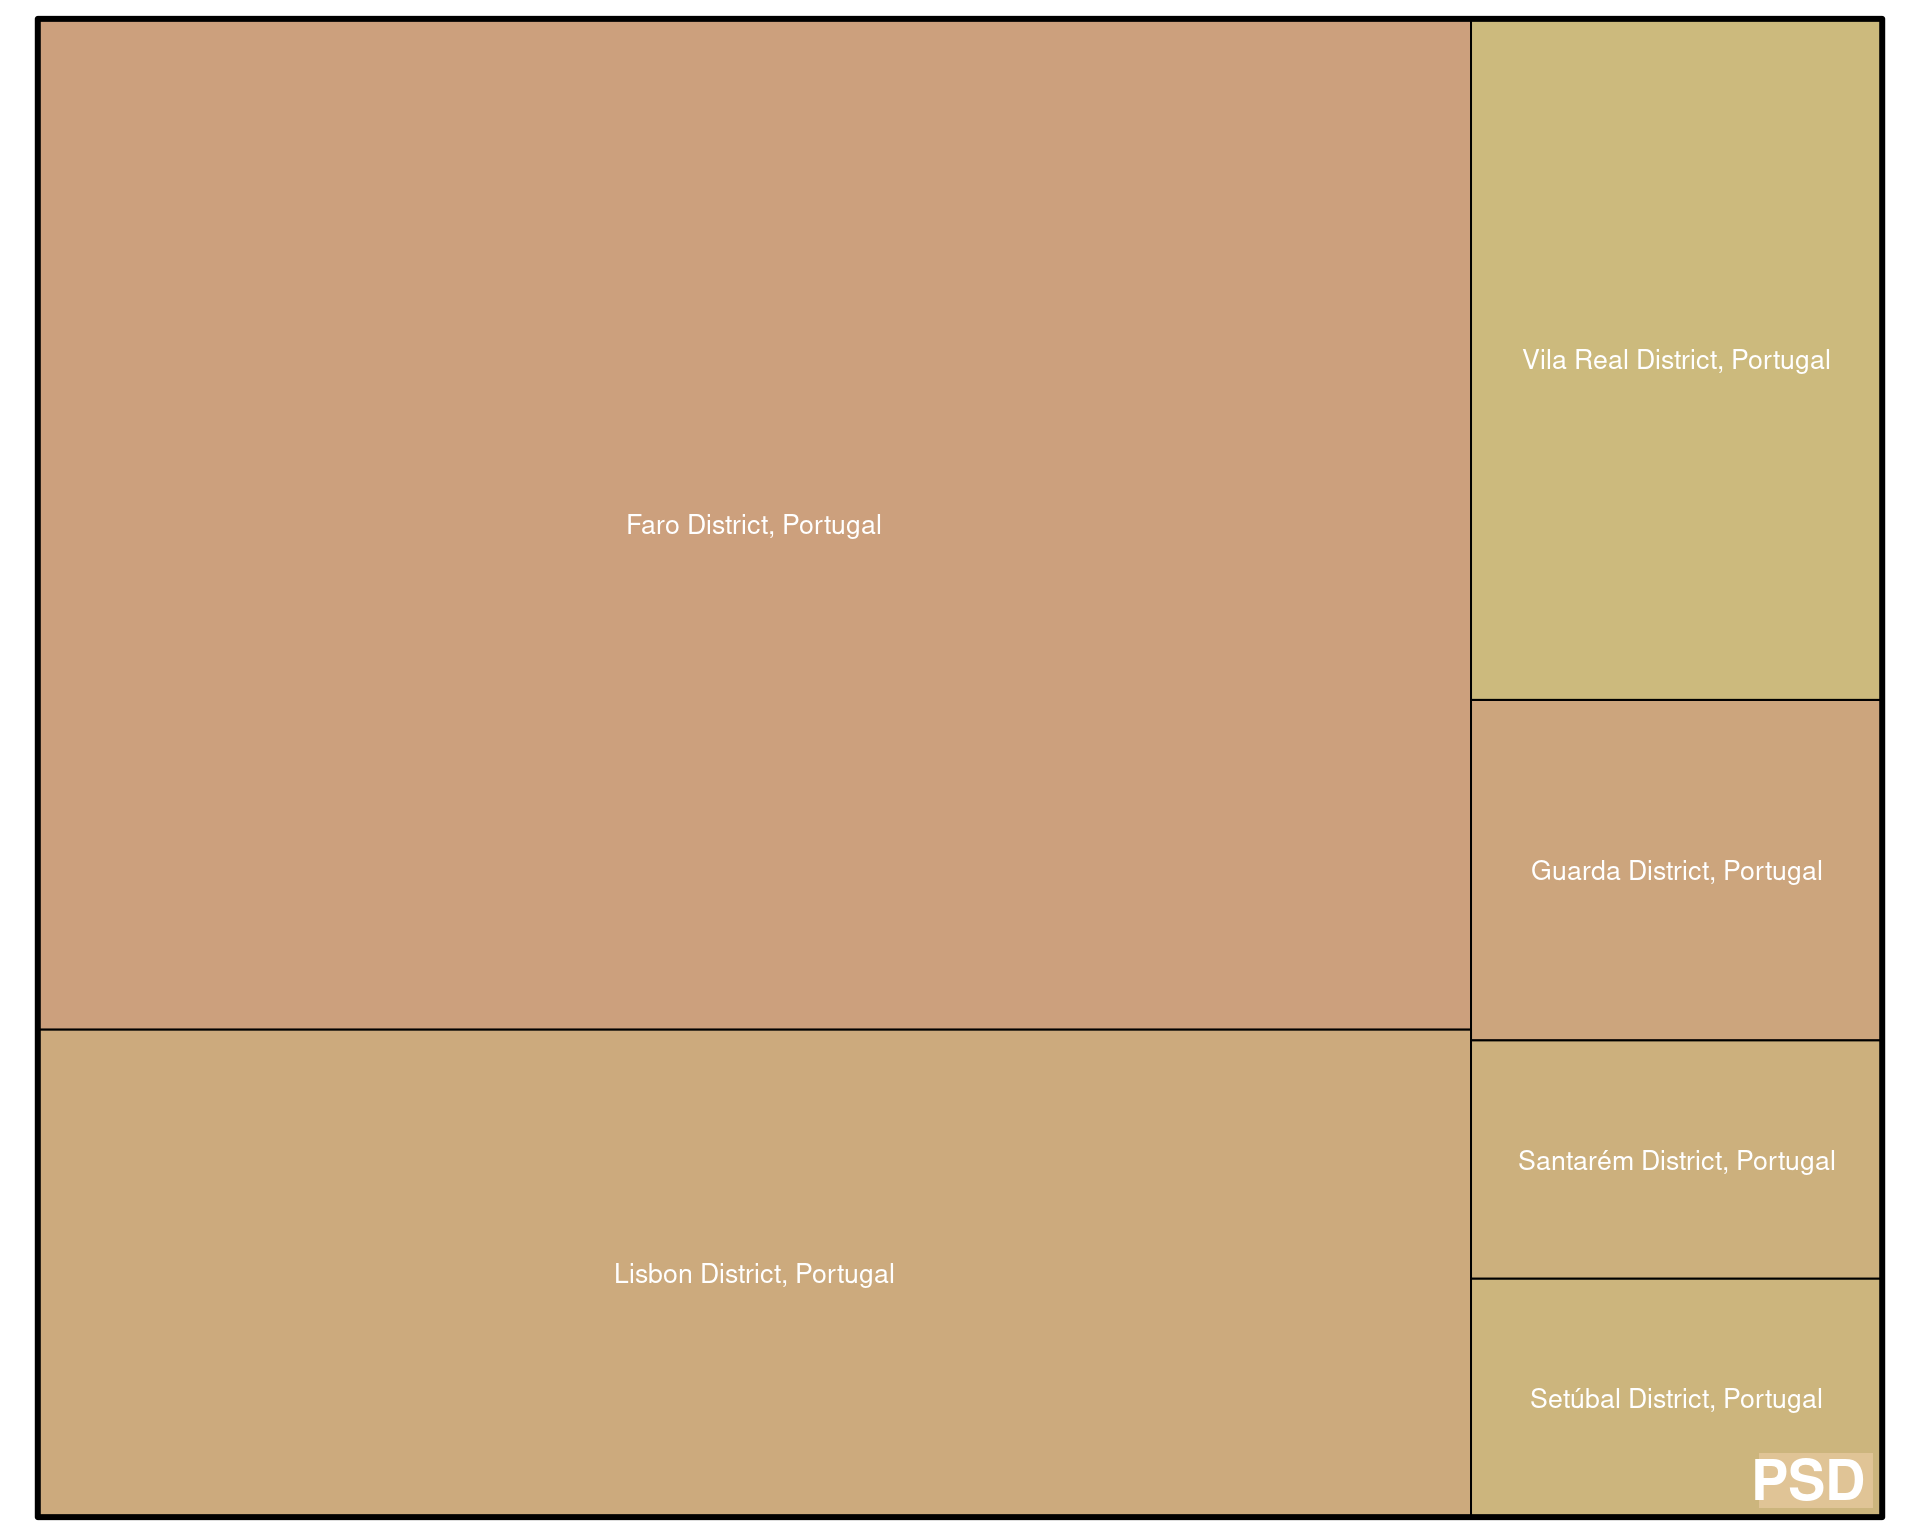 Faro District, Portugal
Lisbon District, Portugal
Vila Real District, Portugal
Guarda District, Portugal
Santarém District, Portugal
Setúbal District, Portugal
PSD